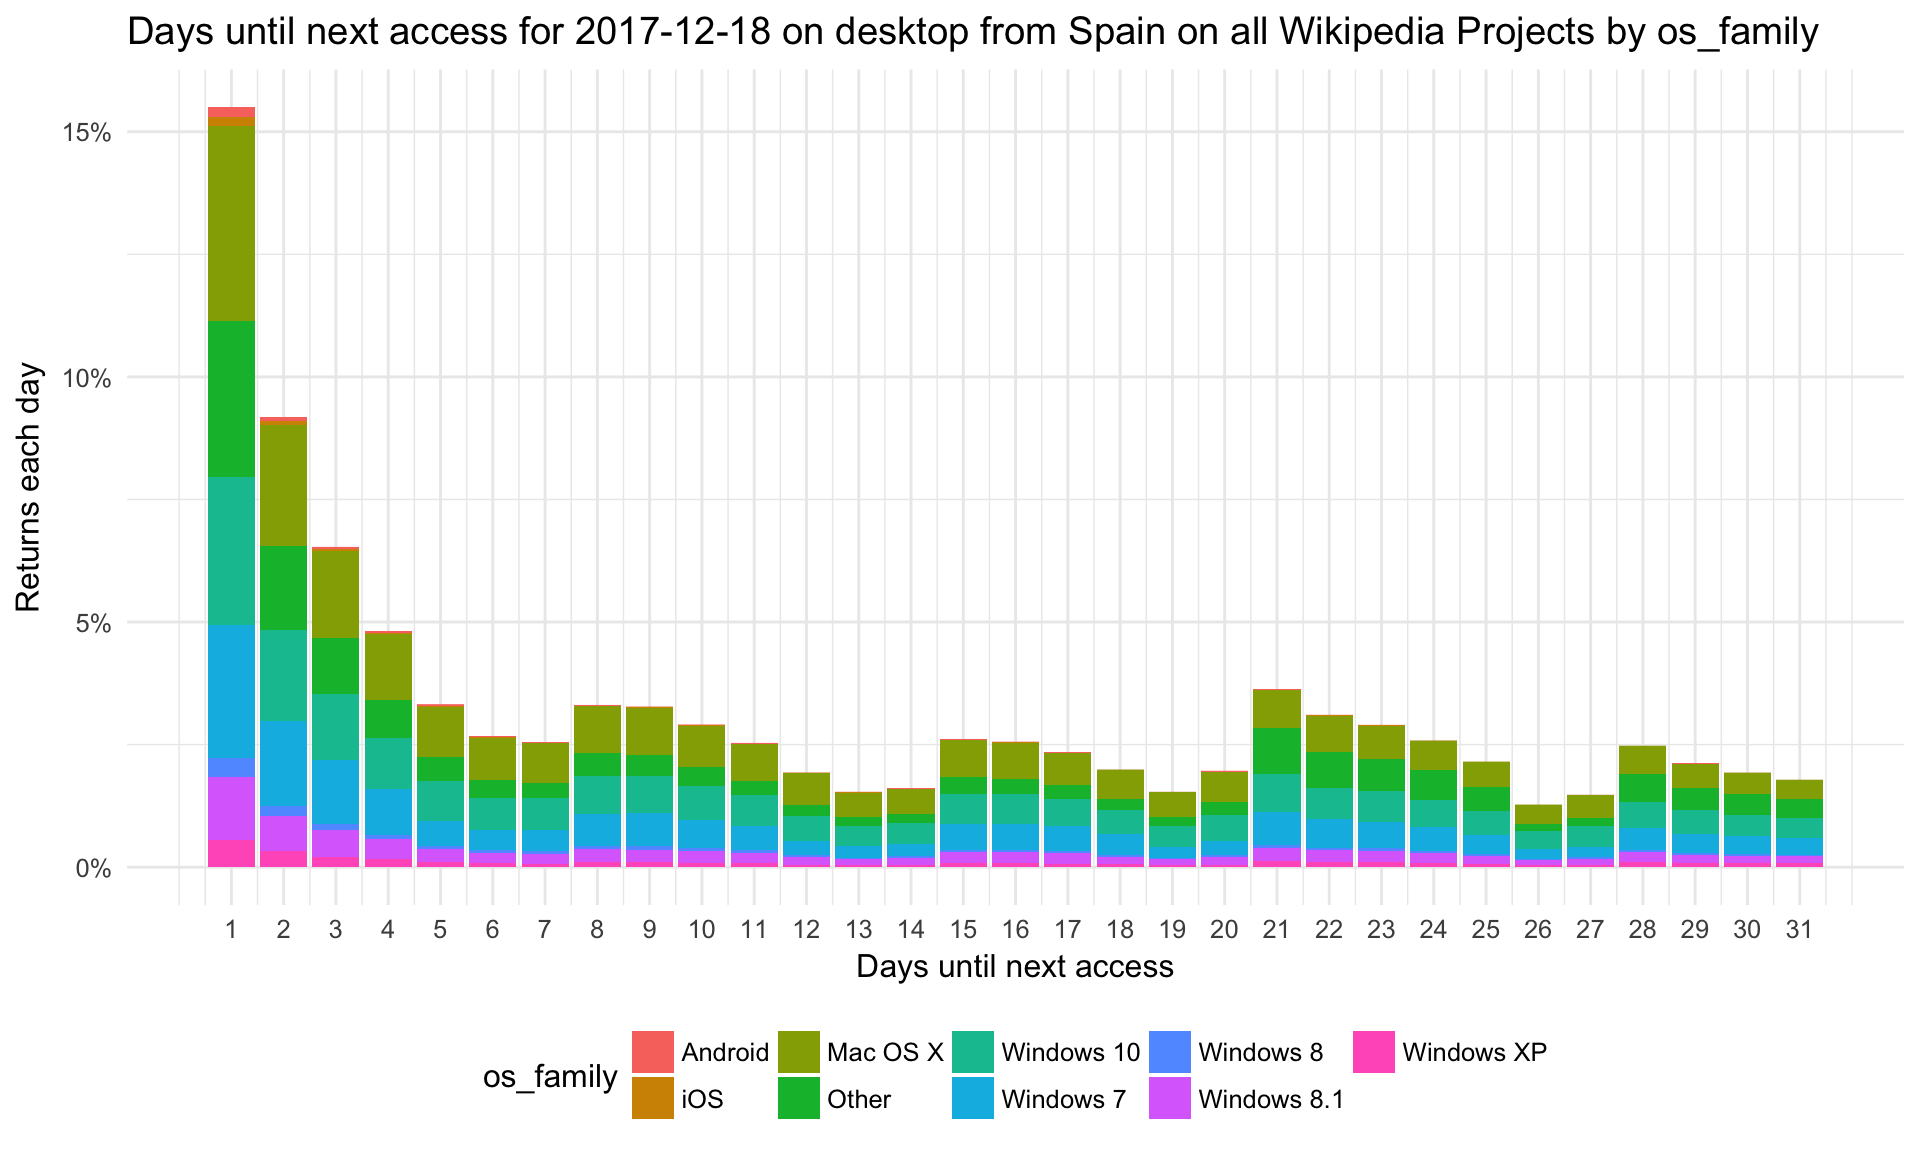 Days until next access for 2017-12-18 on desktop from Spain on all Wikipedia Projects by os_family
Returns each day
15%
10%
5%
0%
1 2 3 4 5 6 7 8 9 10 11 12 13 14 15 16 17 18 19 20 21 22 23 24 25 26 27 28 29 30 31
Days until next access
os_family
Android Mac OS X Windows 10 Windows 8 Windows XP
iOS Other Windows 7 Windows 8.1